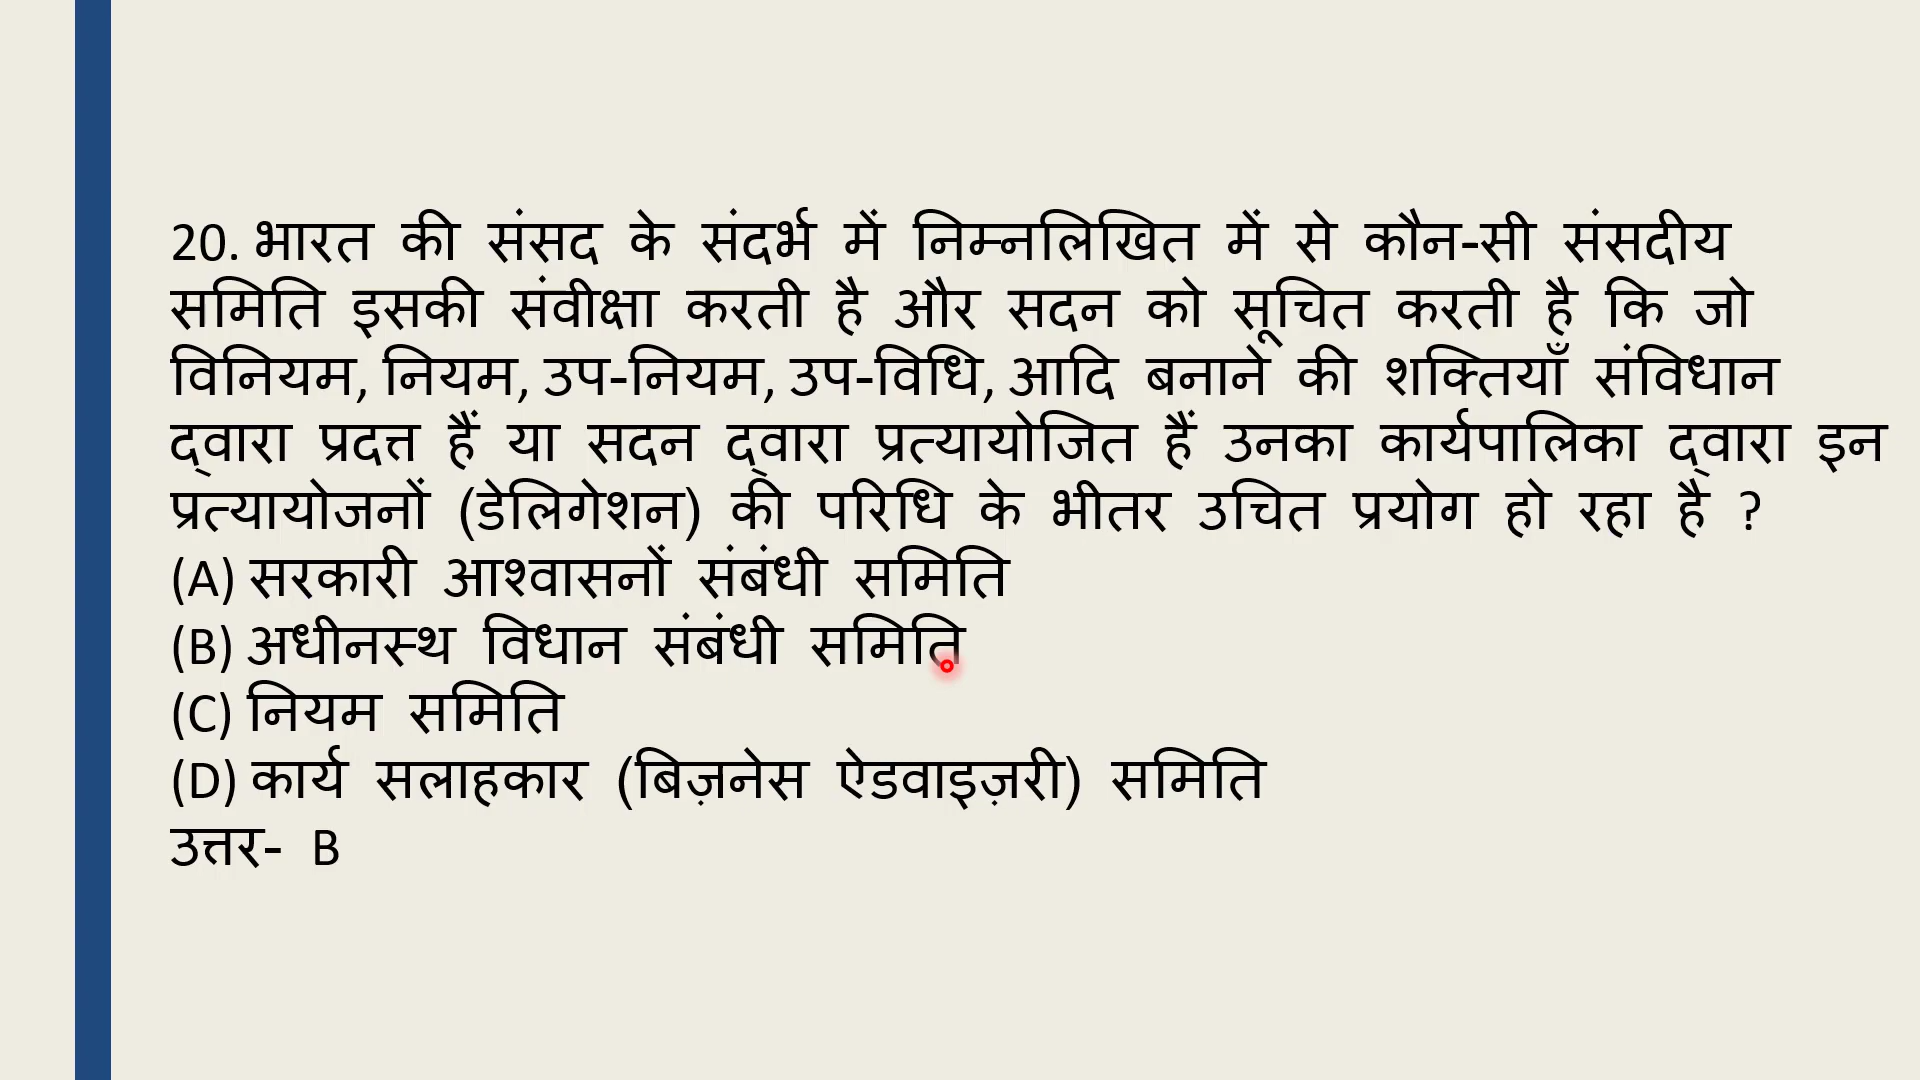 20. भारत की संसद के संदर्भ में निम्नलिखित में से कौन-सी संसदीय
समिति इसकी संवीक्षा करती है और सदन को सूचित करती है कि जो
विनियम, नियम, उप-नियम, उप-विधि, आदि बनाने की शक्तियाँ संविधान
द्वारा प्रदत्त हैं या सदन द्वारा प्रत्यायोजित हैं उनका कार्यपालिका द्वारा इन
प्रत्यायोजनों (डेलिगेशन) की परिधि के भीतर उचित प्रयोग हो रहा है ?
(A) सरकारी आश्वासनों संबंधी समिति
(B) अधीनस्थ विधान संबंधी समिति
(C) नियम समिति
(D) कार्य सलाहकार (बिज़नेस ऐडवाइज़री) समिति
उत्तर- B